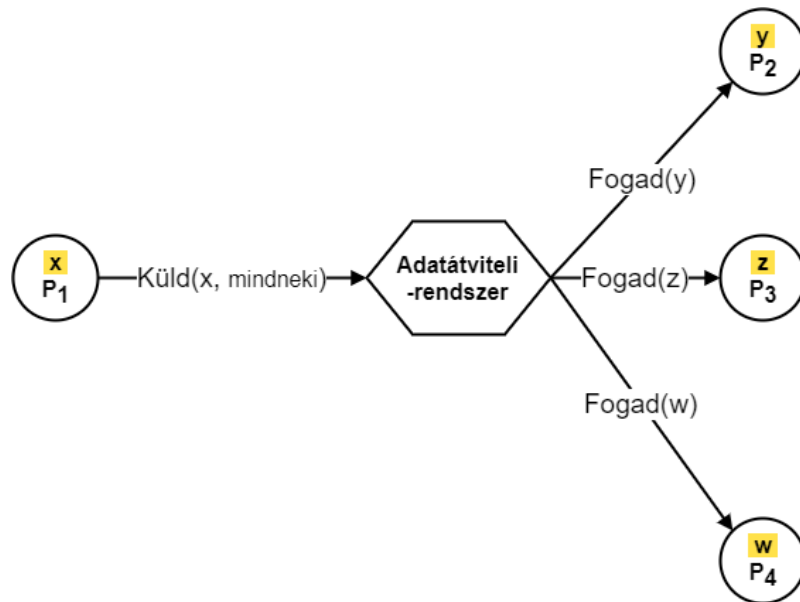 y
P2
Fogad(y)
x
P1
Küld(x, mindneki)
Adatátviteli
-rendszer
Fogad(z)
z
P3
Fogad(w)
w
P4